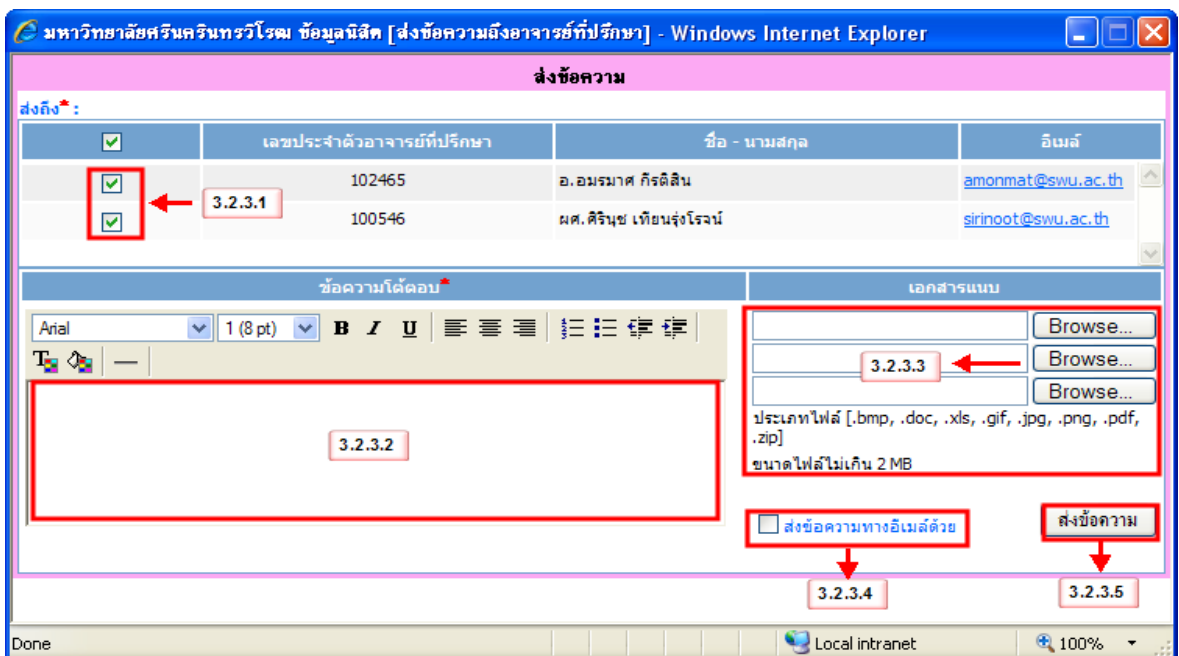 มหาวิทยาลัยศรีนครินทรวิโรฒ ข้อมูลนิสิต [ส่งข้อความถึงอาจารย์ที่ปรึกษา] - Windows Internet Explorer
ส่งข้อความ
ส่งถึง* :
เลขประจำตัวอาจารย์ที่ปรึกษา ชื่อ - นามสกุล อีเมล์
102465 อ.อมรมาศ กีรติสิน amonmat@swu.ac.th
3.2.3.1
100546 ผศ.ศิรินุช เทียนรุ่งโรจน์ sirinoot@swu.ac.th
ข้อความโต้ตอบ* เอกสารแนบ
Arial 1 (8 pt) B I U
Browse...
3.2.3.3 Browse...
Browse...
ประเภทไฟล์ [.bmp, .doc, .xls, .gif, .jpg, .png, .pdf,
.zip]
ขนาดไฟล์ไม่เกิน 2 MB
3.2.3.2
ส่งข้อความทางอีเมล์ด้วย ส่งข้อความ
3.2.3.4 3.2.3.5
Done Local intranet 100%